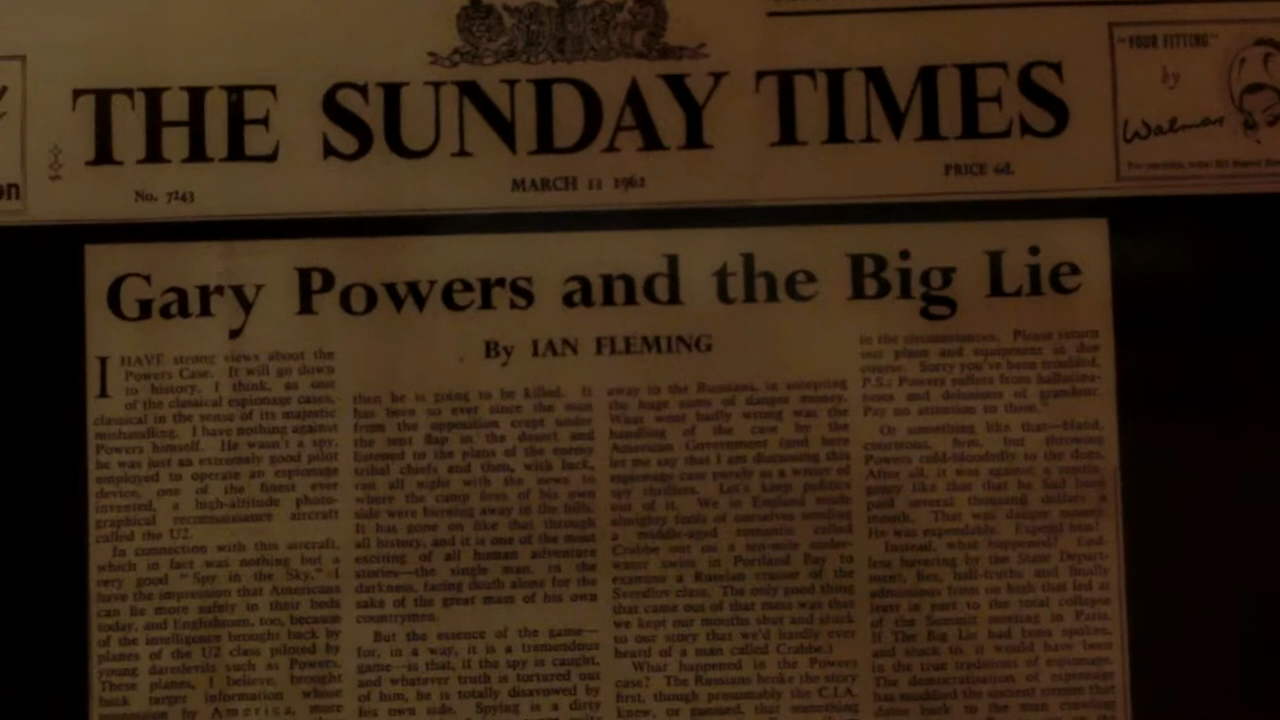 THE SUNDAY TIMES
"YOUR FITTING"
by
on
No. 7243
MARCH 11 1962
PRICE 6d.
Gary Powers and the Big Lie
By IAN FLEMING
I HAVE strong views about the
Powers Case. It will go down
to history, I think, as one
of the classical espionage cases,
classical in the sense of its majestic
mishandling. I have nothing against
Powers himself. He wasn't a spy,
he was just an extremely good pilot
employed to operate an espionage
device, one of the finest ever
invented, a high-altitude photo-
graphical reconnaissance aircraft
called the U2.
In connection with this aircraft,
which in fact was nothing but a
very good "Spy in the Sky," I
have the impression that Americans
can lie more safely in their beds
today, and Englishmen, too, because
of the intelligence brought back by
planes of the U2 class piloted by
young daredevils such as Powers.
These planes, I believe, brought
back target information whose
by America, more
then he is going to be killed. It
has been so ever since the man
from the opposition crept under
the tent flap in the desert and
listened to the plans of the enemy
tribal chiefs and then, with luck,
ran all night with the news to
where the camp fires of his own
side were burning away in the hills.
It has gone on like that through
all history, and it is one of the most
exciting of all human adventure
stories—the single man, in the
darkness, facing death alone for the
sake of the great mass of his own
countrymen.
But the essence of the game—
for, in a way, it is a tremendous
game—is that, if the spy is caught,
and whatever truth is tortured out
of him, he is totally disavowed by
his own side. Spying is a dirty
away to the Russians, in accepting
the huge sums of danger money.
What went badly wrong was the
handling of the case by the
American Government (and here
let me say that I am discussing this
espionage case purely as a writer of
spy thrillers. Let's keep politics
out of it. We in England made
almighty fools of ourselves sending
a middle-aged romantic called
Crabbe out on a ten-mile under-
water swim in Portland Bay to
examine a Russian cruiser of the
Sverdlov class. The only good thing
that came out of that mess was that
we kept our mouths shut and stuck
to our story that we'd hardly ever
heard of a man called Crabbe.)
What happened in the Powers
case? The Russians broke the story
first, though presumably the C.I.A.
knew, or guessed, that something
in the circumstances. Please return
our plane and equipment in due
course. Sorry you've been troubled.
P.S.: Powers suffers from hallucina-
tions and delusions of grandeur.
Pay no attention to them."
Or something like that—bland,
courteous, firm, but throwing
Powers cold-bloodedly to the dogs.
After all, it was against a contin-
gency like that that he had been
paid several thousand dollars a
month. That was danger money.
He was expendable. Expend him!
Instead, what happened? End-
less havering by the State Depart-
ment, lies, half-truths and finally
admissions from on high that led at
least in part to the total collapse
of the Summit meeting in Paris.
If The Big Lie had been spoken,
and stuck to, it would have been
in the true traditions of espionage.
The democratisation of espionage
has muddied the ancient stream that
dates back to the man crawling